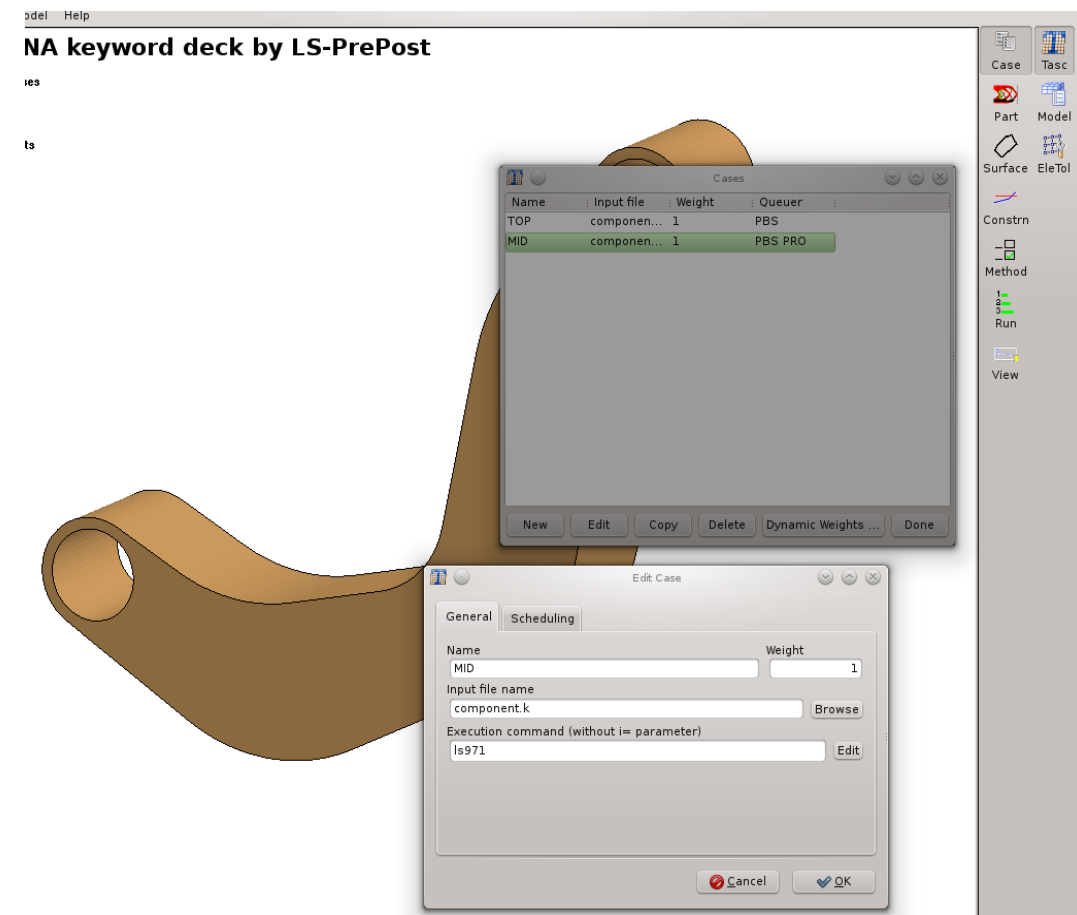 odel Help
NA keyword deck by LS-PrePost
ses
ts
Case Tasc
Part Model
Surface EleTol
Constrn
Method
1
2
3
Run
View
Cases
Name Input file Weight Queuer
TOP componen... 1 PBS
MID componen... 1 PBS PRO
New Edit Copy Delete Dynamic Weights ... Done
Edit Case
General Scheduling
Name Weight
MID 1
Input file name
component.k Browse
Execution command (without i= parameter)
ls971 Edit
Cancel OK